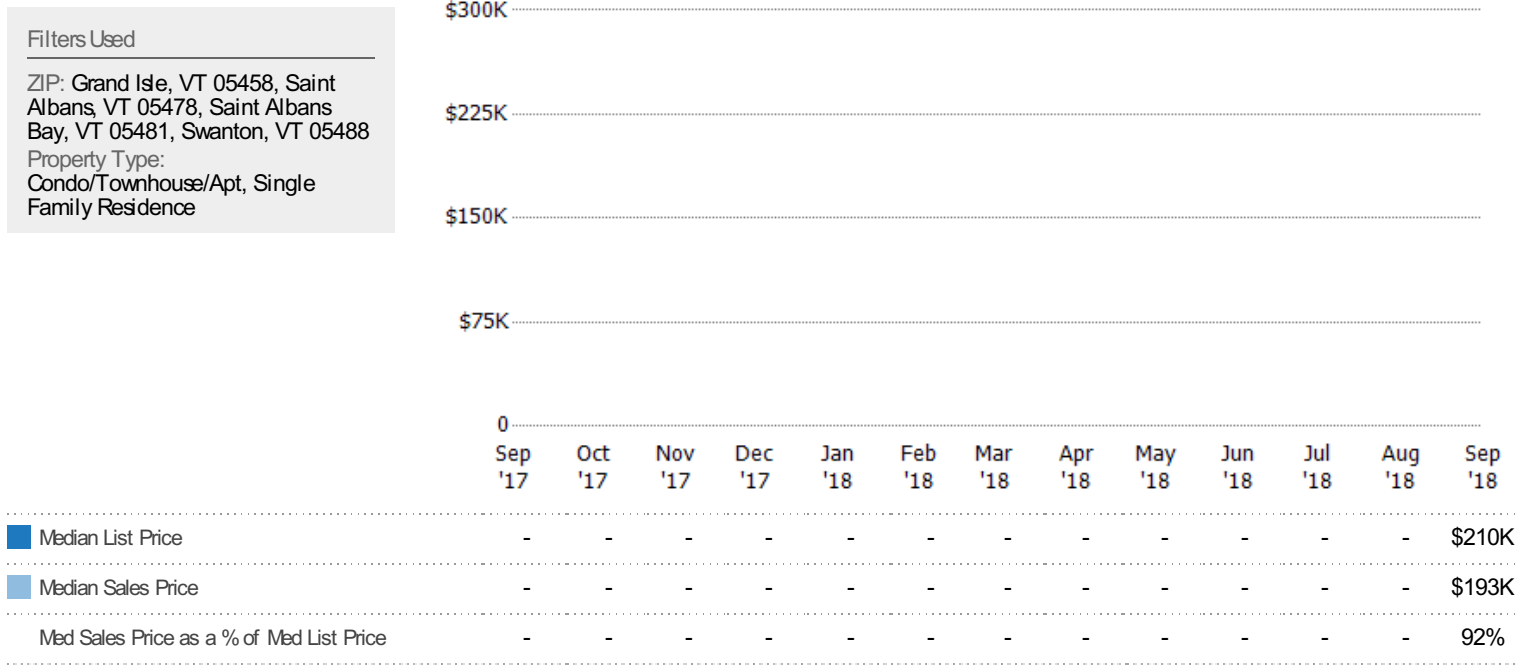 Filters Used
ZIP: Grand Isle, VT 05458, Saint
Albans, VT 05478, Saint Albans
Bay, VT 05481, Swanton, VT 05488
Property Type:
Condo/Townhouse/Apt, Single
Family Residence
$300K
$225K
$150K
$75K
0
Sep Oct Nov Dec Jan Feb Mar Apr May Jun Jul Aug Sep
'17 '17 '17 '17 '18 '18 '18 '18 '18 '18 '18 '18 '18
Median List Price - - - - - - - - - - - - $210K
Median Sales Price - - - - - - - - - - - - $193K
Med Sales Price as a % of Med List Price - - - - - - - - - - - - 92%